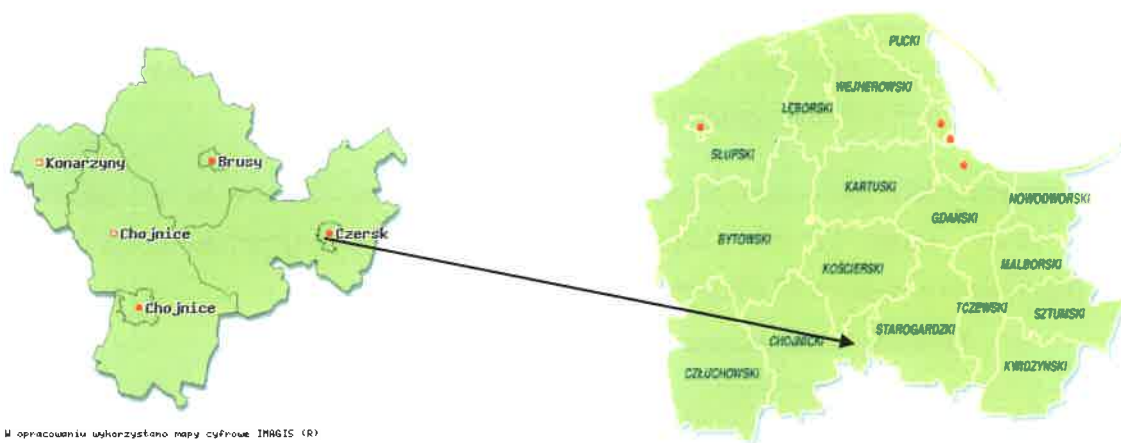 Konarzyny
Brusy
Chojnice
Czersk
Chojnice
W opracowaniu wykorzystano mapy cyfrowe IMAGIS (R)
PUCKI
WEJHEROWSKI
LĘBORSKI
SŁUPSKI
KARTUSKI
NOWODWORSKI
GDAŃSKI
BYTOWSKI
KOŚCIERSKI
MALBORSKI
TCZEWSKI
SZTUMSKI
STAROGARDZKI
CHOJNICKI
KWIDZYNSKI
CZŁUCHOWSKI